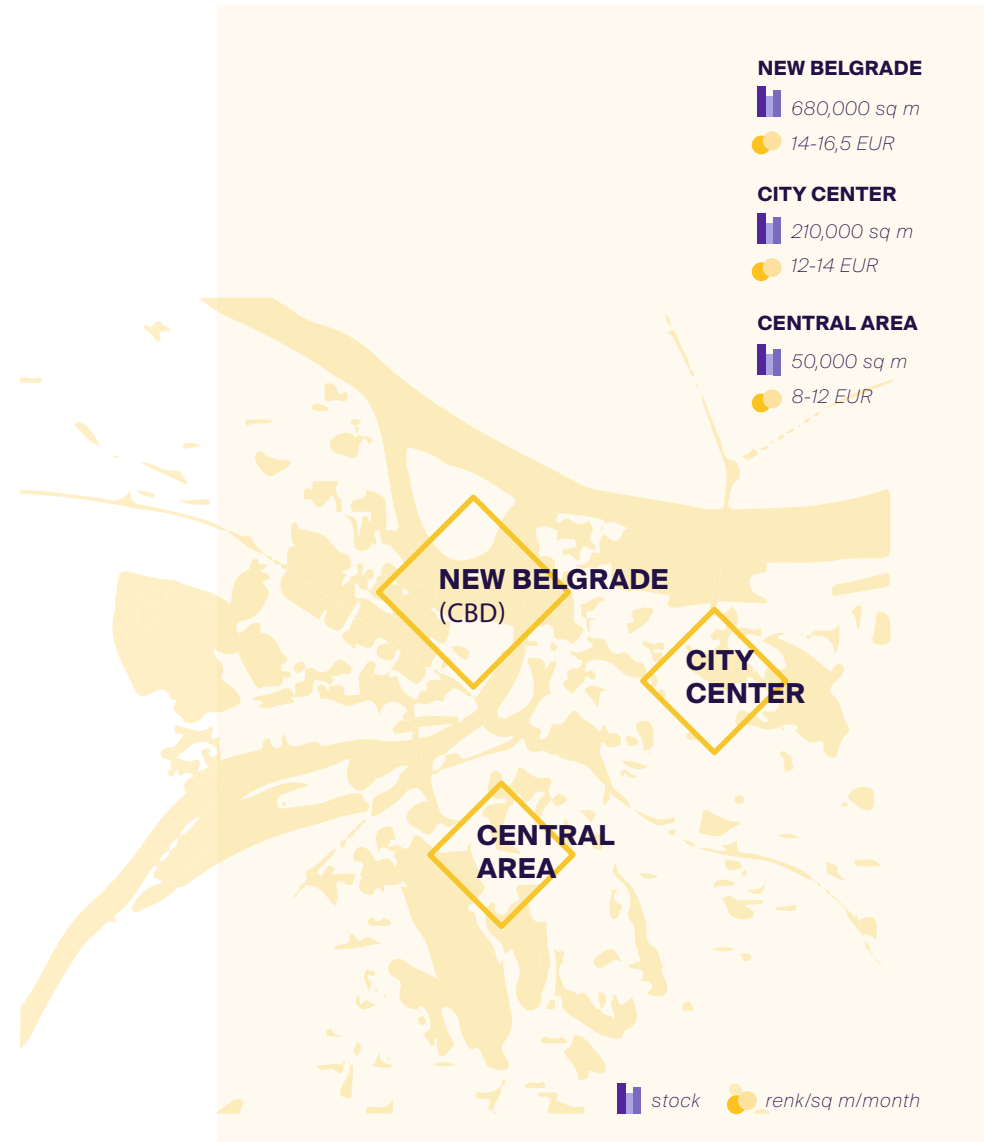 NEW BELGRADE
680,000 sq m
14-16,5 EUR
CITY CENTER
210,000 sq m
12-14 EUR
CENTRAL AREA
50,000 sq m
8-12 EUR
NEW BELGRADE
(CBD)
CITY
CENTER
CENTRAL
AREA
stock
renk/sq m/month